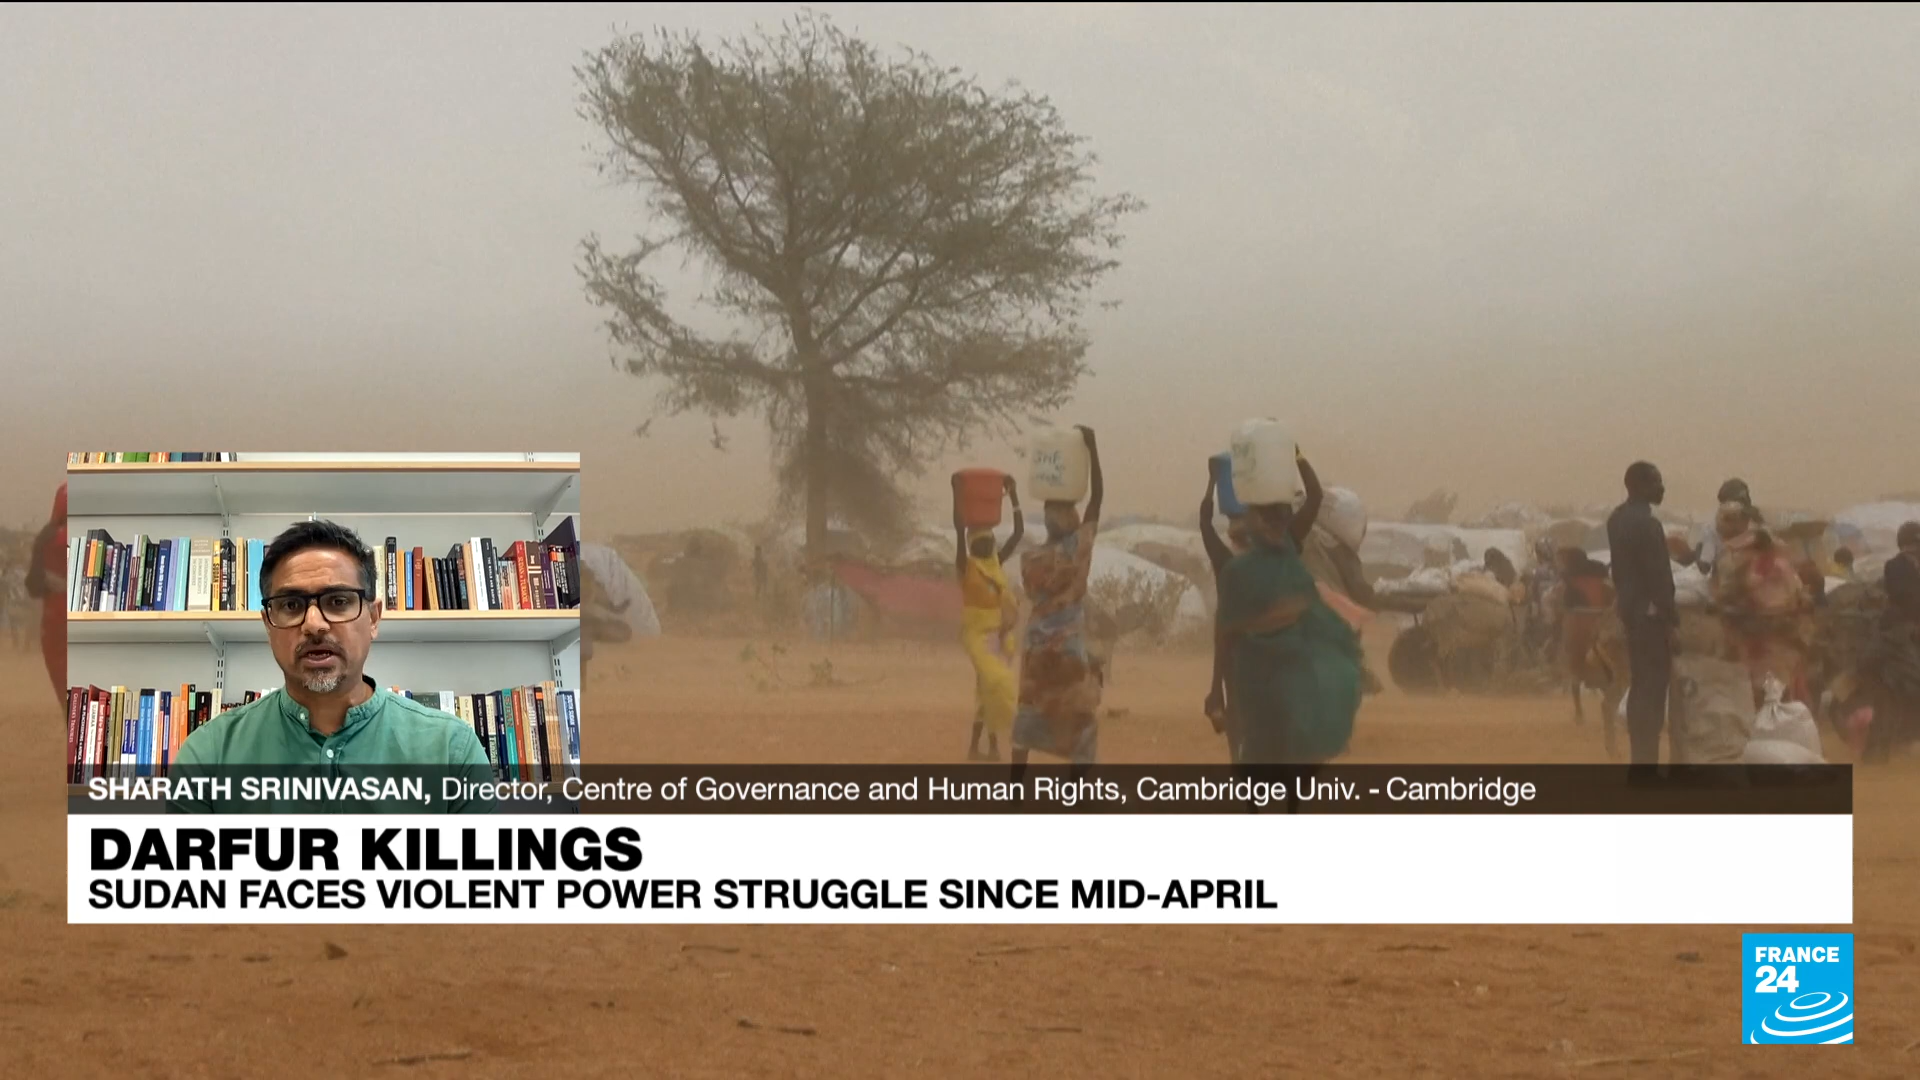 SHARATH SRINIVASAN, Director, Centre of Governance and Human Rights, Cambridge Univ. - Cambridge
DARFUR KILLINGS
SUDAN FACES VIOLENT POWER STRUGGLE SINCE MID-APRIL
FRANCE
24